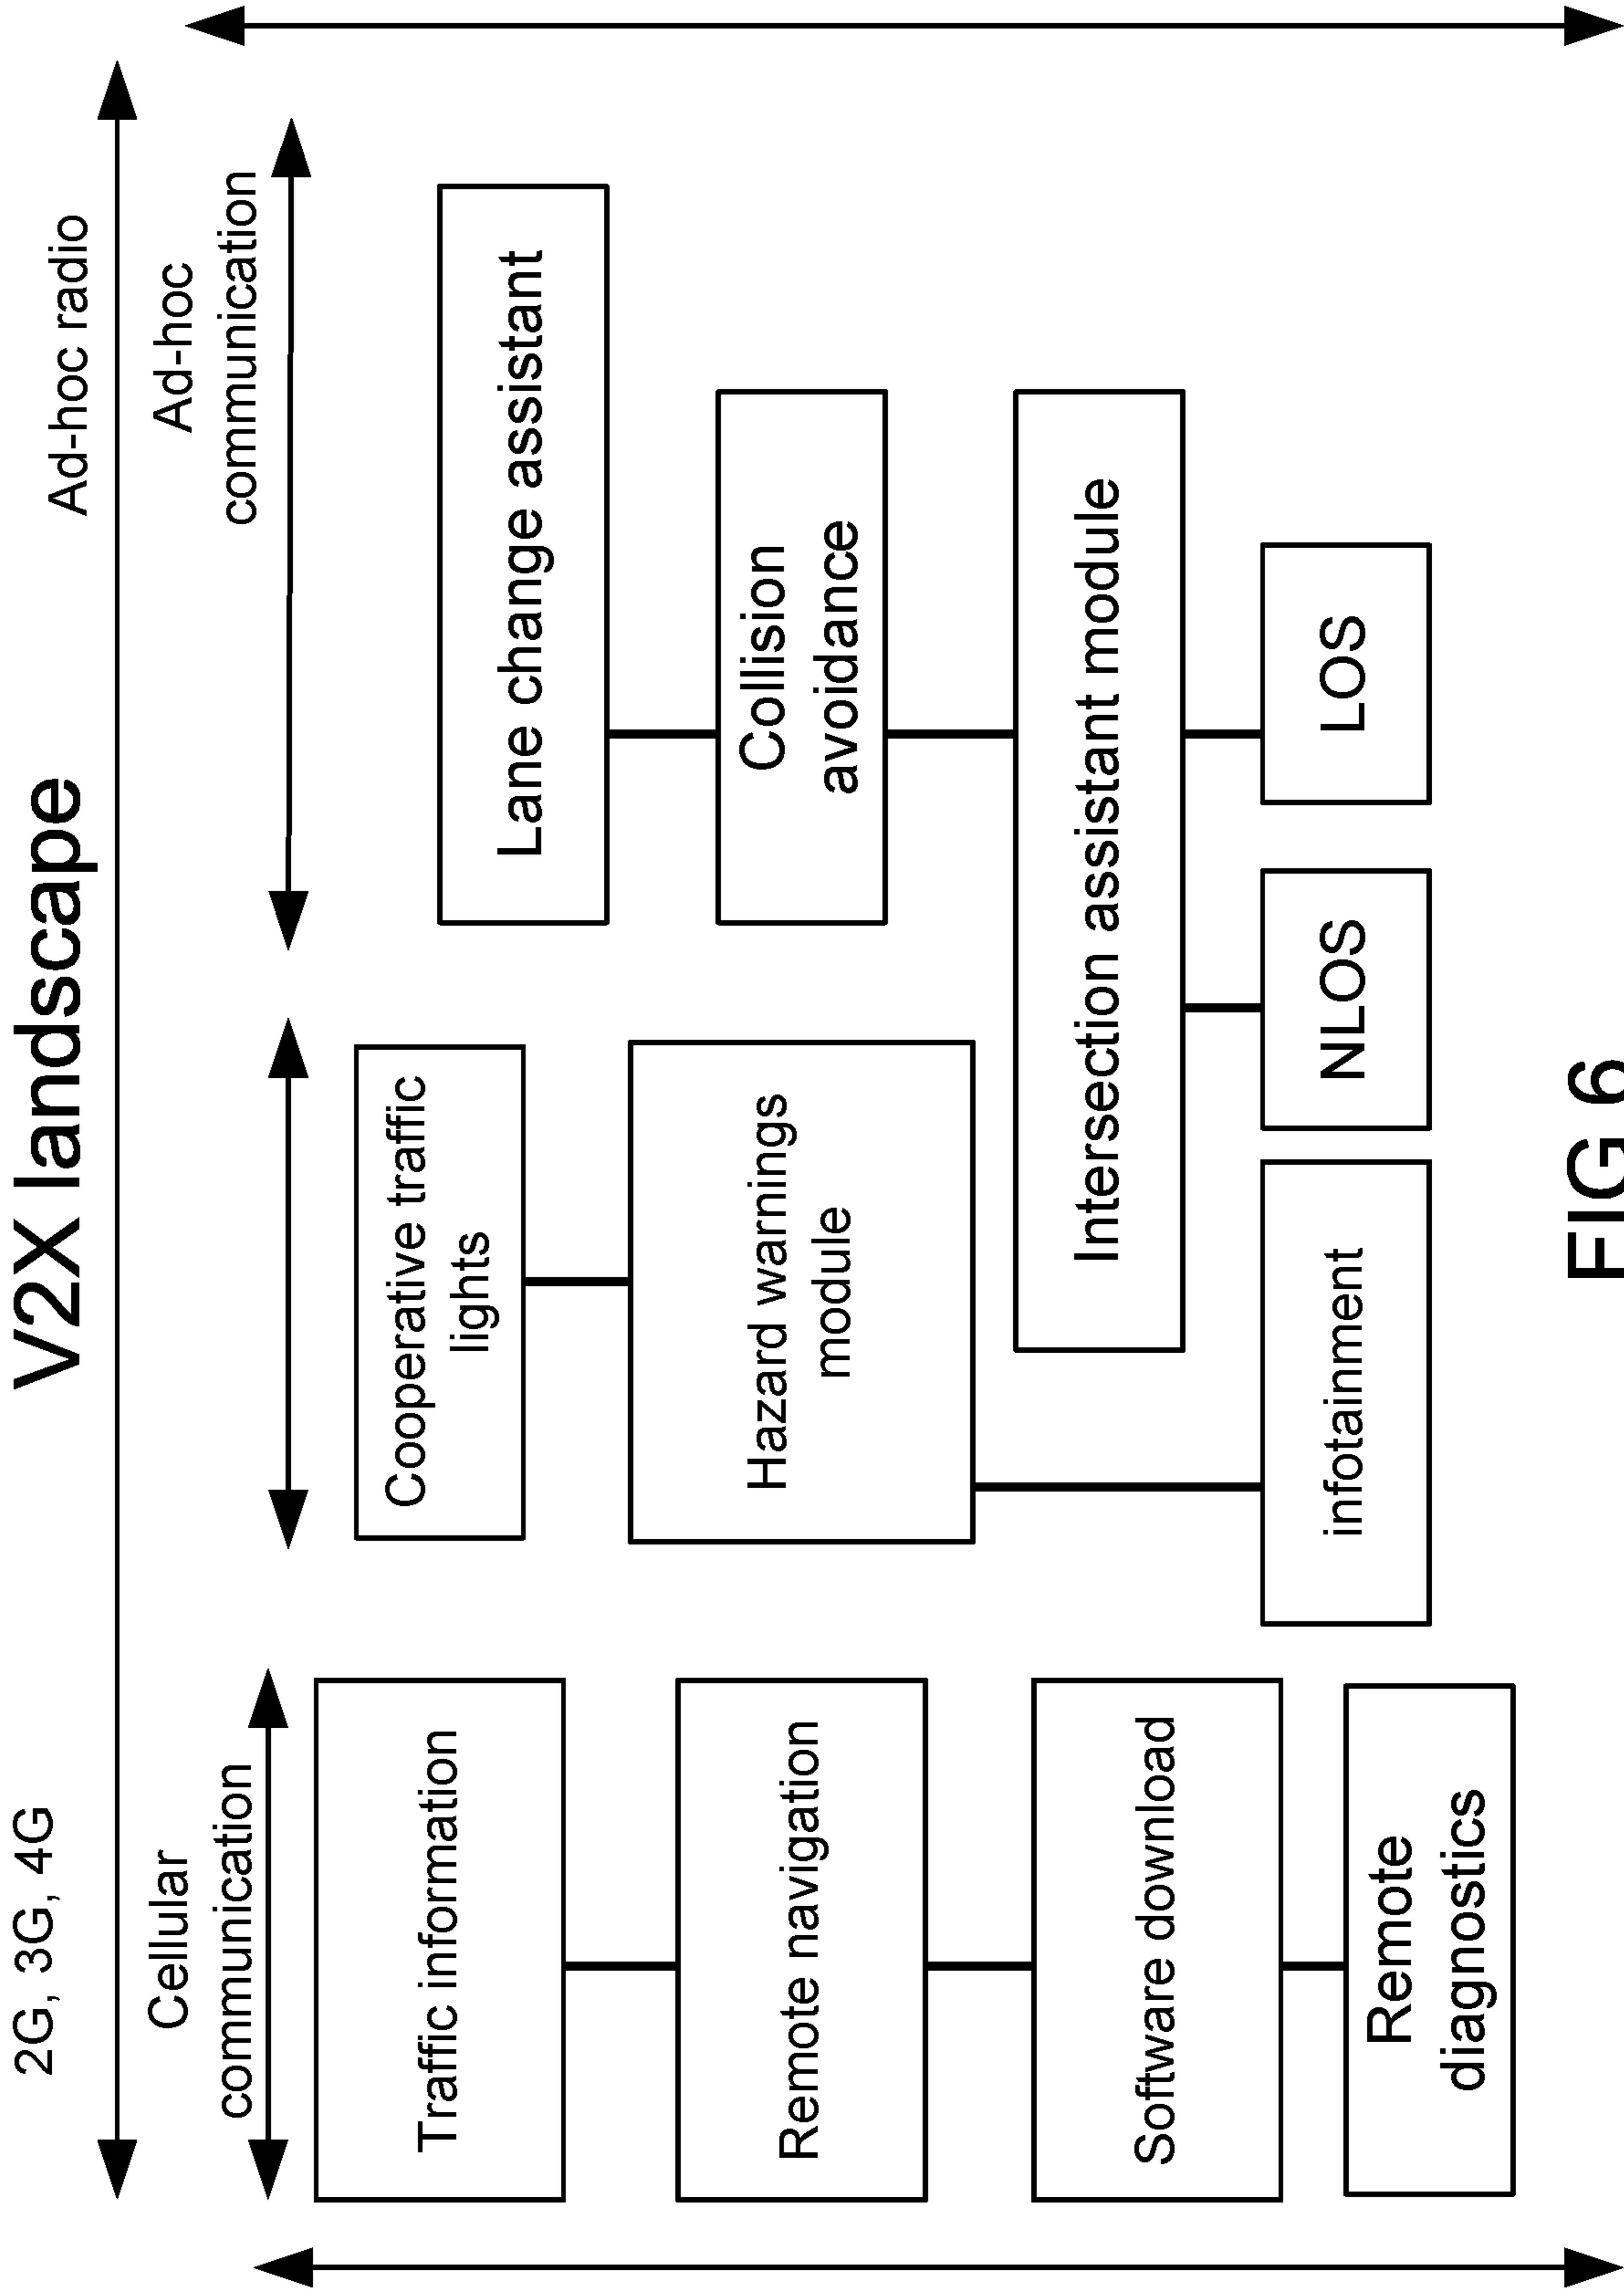 V2X landscape
2G, 3G, 4G
Ad-hoc radio
Cellular
communication
Ad-hoc
communication
Traffic information
Remote navigation
Software download
Remote
diagnostics
Cooperative traffic
lights
Hazard warnings
module
infotainment
Lane change assistant
Collision
avoidance
Intersection assistant module
NLOS
LOS
FIG 6